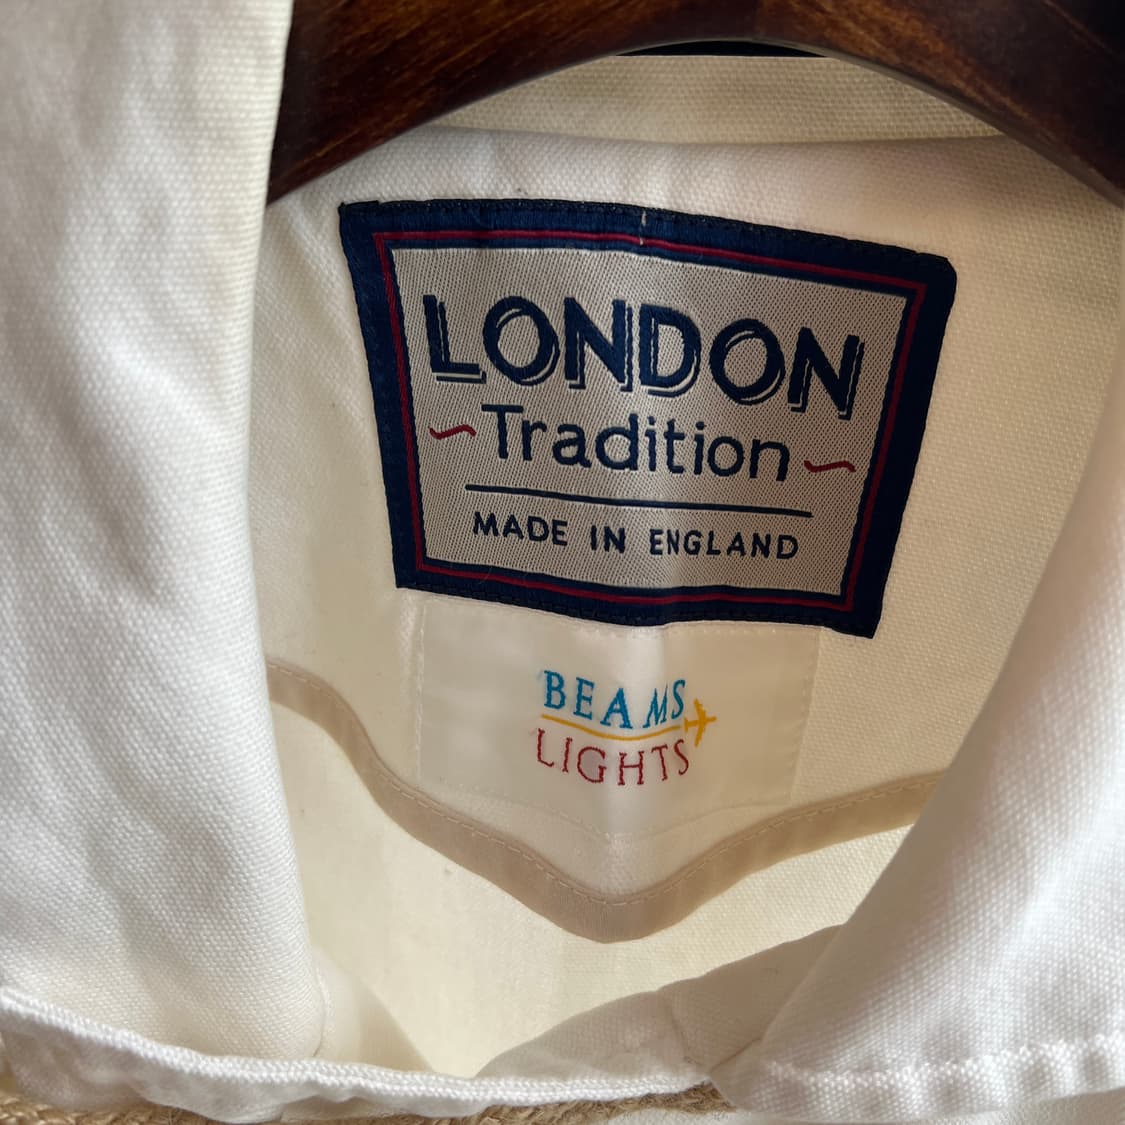 LONDON
~Tradition~
MADE IN ENGLAND
BEAMS
LIGHTS